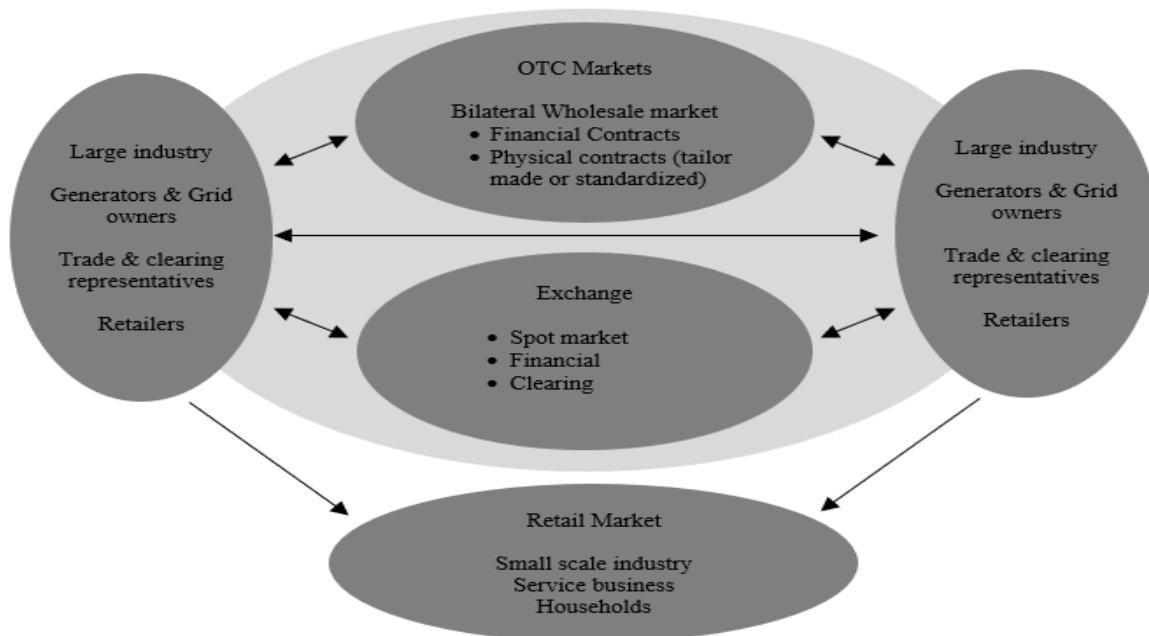 OTC Markets
Bilateral Wholesale market
• Financial Contracts
• Physical contracts (tailor
made or standardized)
Large industry
Generators & Grid
owners
Trade & clearing
representatives
Retailers
Large industry
Generators & Grid
owners
Trade & clearing
representatives
Retailers
Exchange
• Spot market
• Financial
• Clearing
Retail Market
Small scale industry
Service business
Households